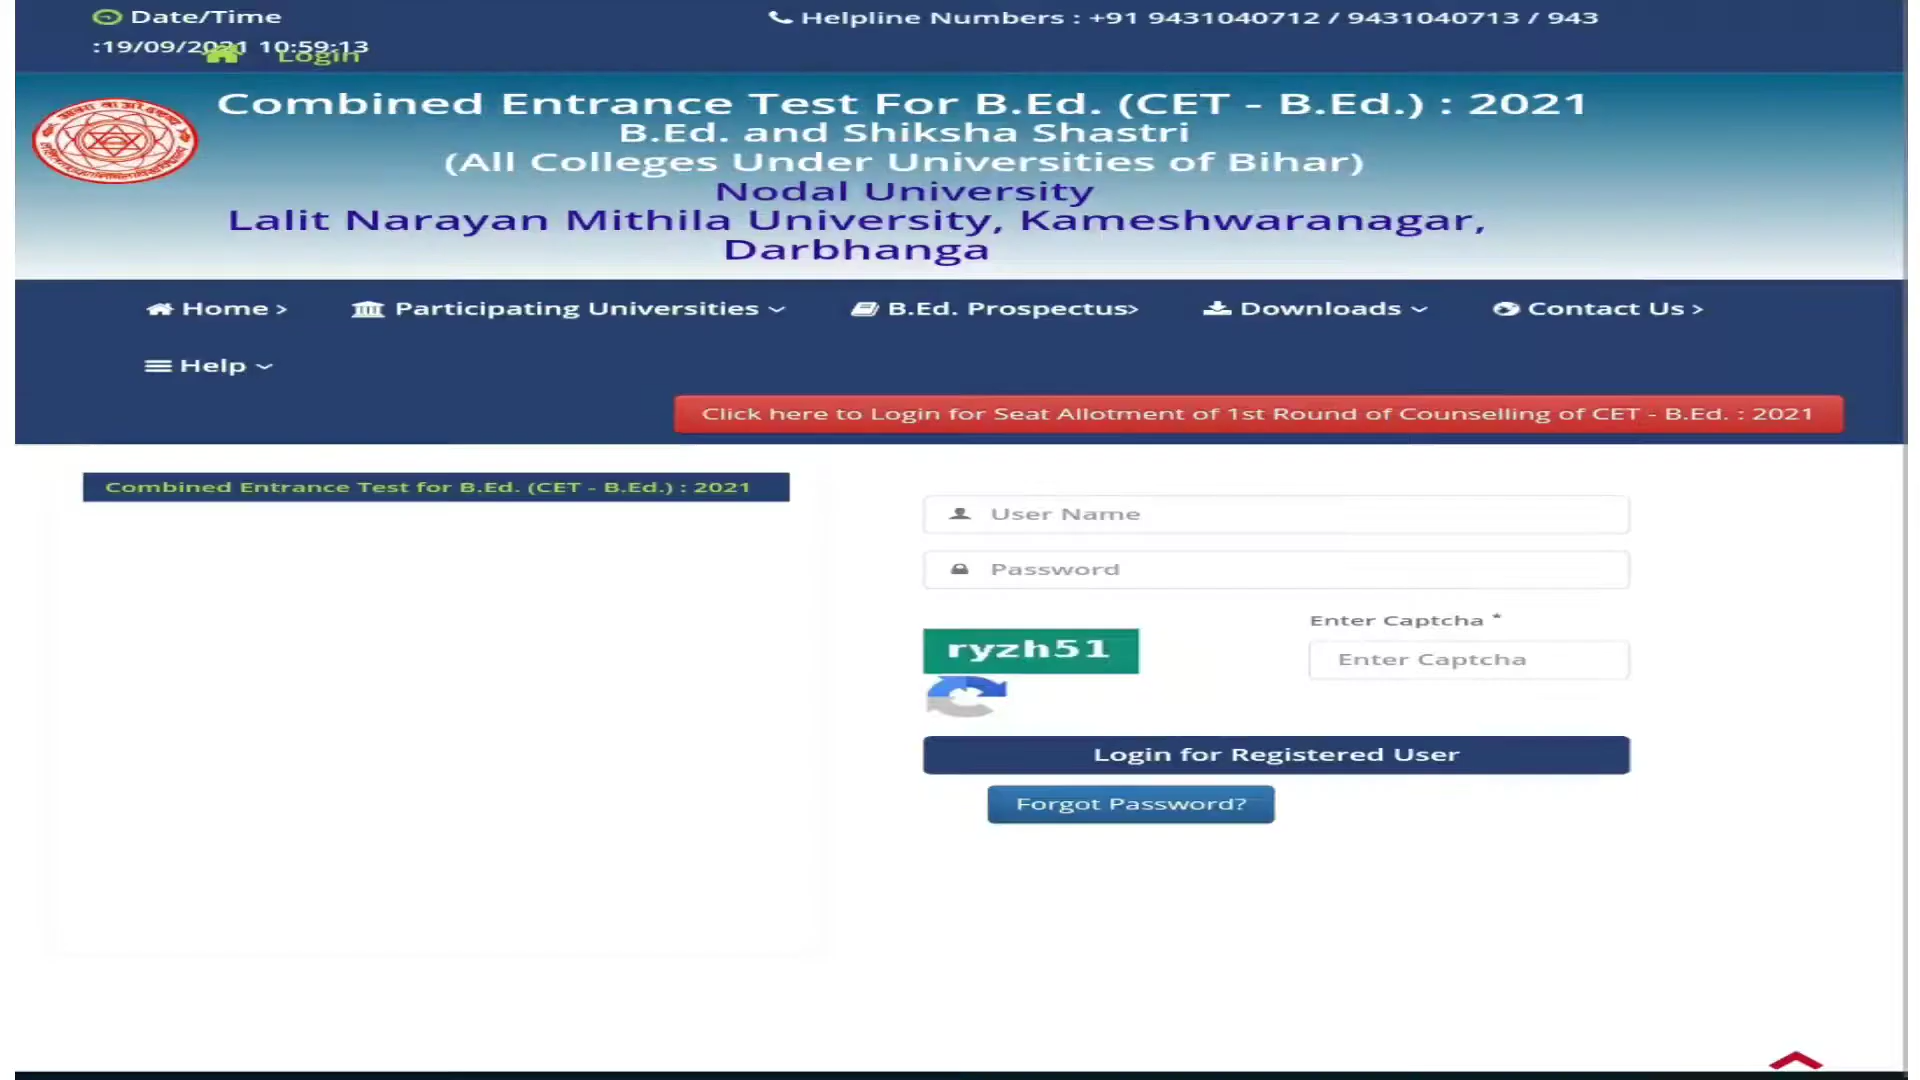 Date/Time
:19/09/2021 10:59:13
Login
Helpline Numbers : +91 9431040712 / 9431040713 / 943
Combined Entrance Test For B.Ed. (CET - B.Ed.) : 2021
B.Ed. and Shiksha Shastri
(All Colleges Under Universities of Bihar)
Nodal University
Lalit Narayan Mithila University, Kameshwaranagar,
Darbhanga
Home > Participating Universities B.Ed. Prospectus> Downloads Contact Us >
Help
Click here to Login for Seat Allotment of 1st Round of Counselling of CET - B.Ed. : 2021
Combined Entrance Test for B.Ed. (CET - B.Ed.) : 2021
User Name
Password
Enter Captcha *
ryzh51
Enter Captcha
Login for Registered User
Forgot Password?